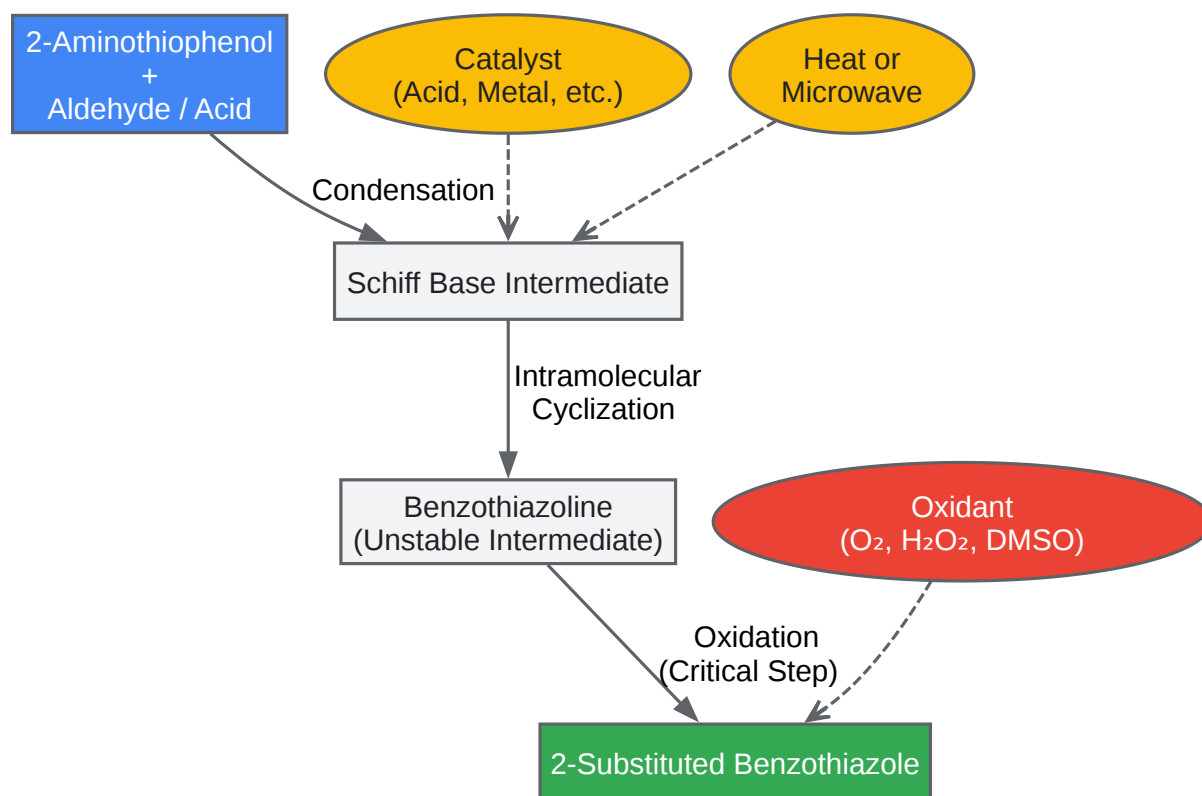 2-Aminothiophenol
+
Aldehyde / Acid
Catalyst
(Acid, Metal, etc.)
Heat or
Microwave
Condensation
Schiff Base Intermediate
Intramolecular
Cyclization
Benzothiazoline
(Unstable Intermediate)
Oxidant
(O₂, H₂O₂, DMSO)
Oxidation
(Critical Step)
2-Substituted Benzothiazole